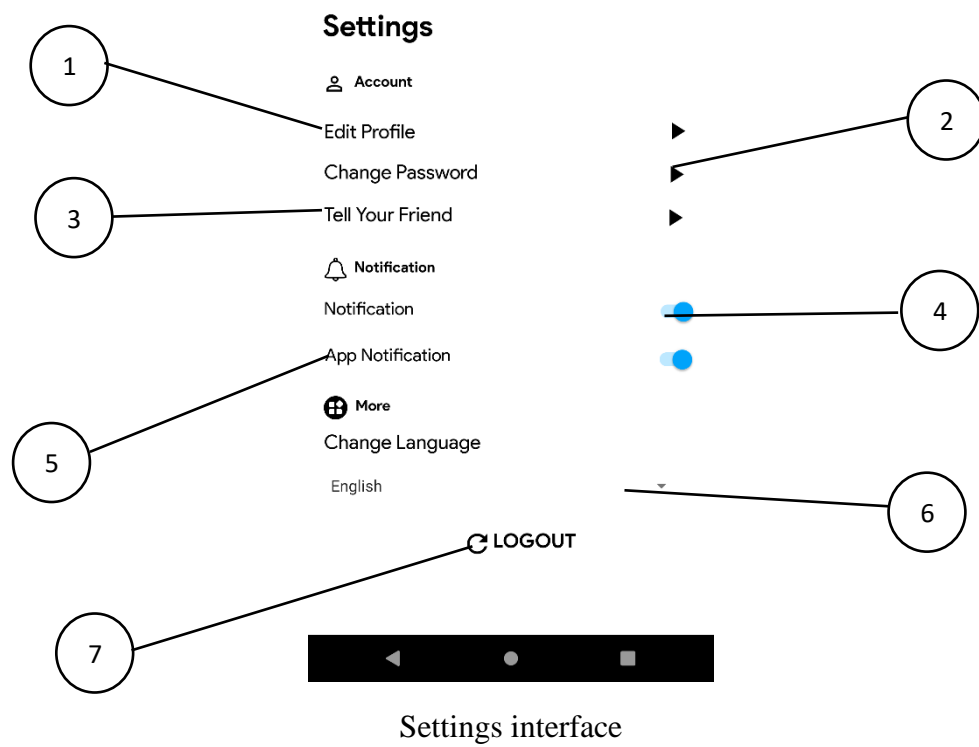 Settings
1
Account
Edit Profile
2
Change Password
3
Tell Your Friend
Notification
Notification
4
App Notification
More
Change Language
5
English
6
LOGOUT
7
Settings interface